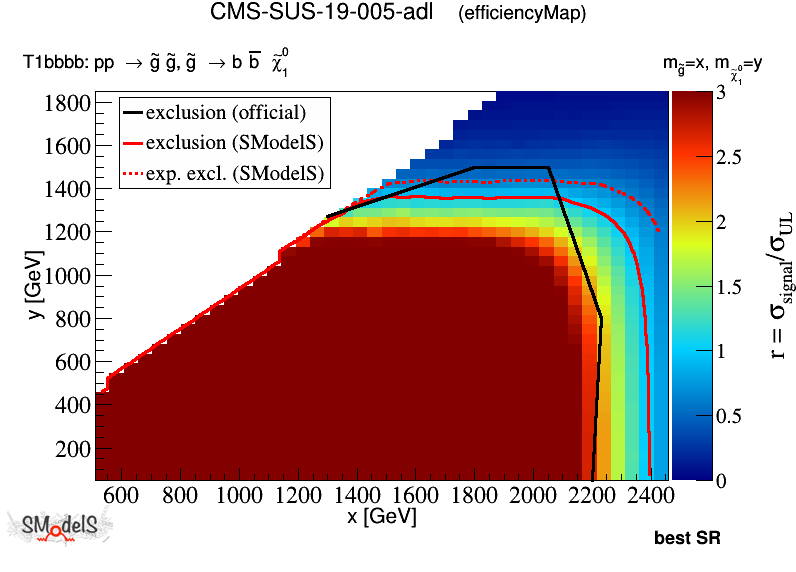 CMS-SUS-19-005-adl (efficiencyMap)
T1bbbb: pp → g̃ g̃, g̃ → b b̅ χ̃₁⁰
m_g̃=x, m_χ̃₁⁰=y
exclusion (official)
exclusion (SModelS)
exp. excl. (SModelS)
1800
1600
1400
1200
1000
800
600
400
200
y [GeV]
600 800 1000 1200 1400 1600 1800 2000 2200 2400
x [GeV]
3
2.5
2
1.5
1
0.5
0
r = σ_signal/σ_UL
SModelS
best SR